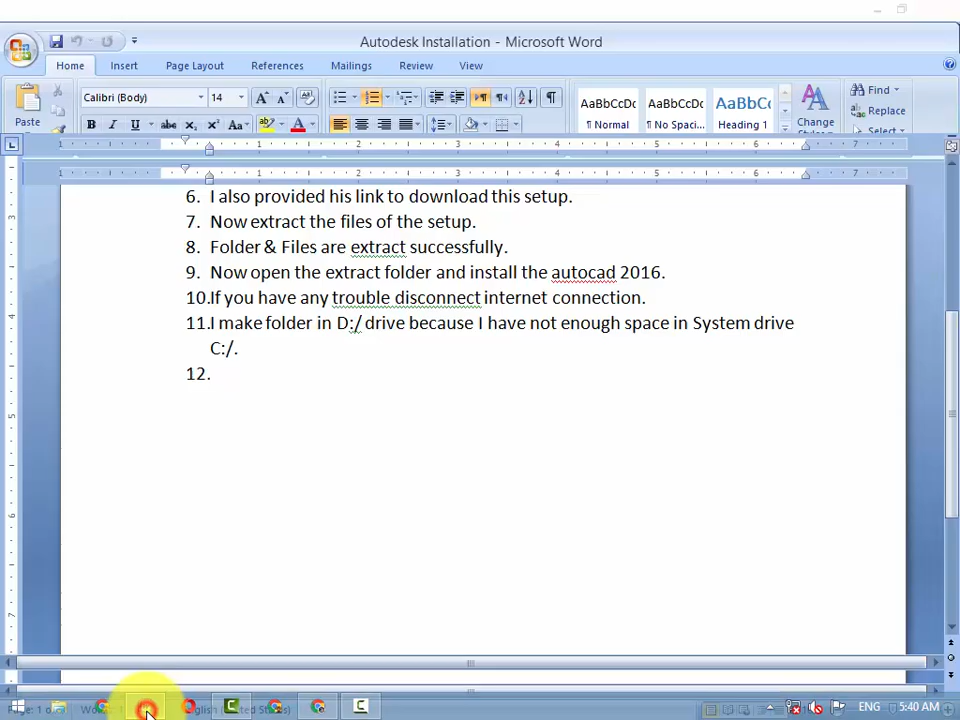 Autodesk Installation - Microsoft Word
Home Insert Page Layout References Mailings Review View
Paste
Calibri (Body) 14
AaBbCcDc AaBbCcDc AaBbCc
¶ Normal ¶ No Spaci... Heading 1
Change
Find
Replace
Select
6. I also provided his link to download this setup.
7. Now extract the files of the setup.
8. Folder & Files are extract successfully.
9. Now open the extract folder and install the autocad 2016.
10.If you have any trouble disconnect internet connection.
11.I make folder in D:/ drive because I have not enough space in System drive
C:/.
12.
Page: 1 o
ENG 5:40 AM